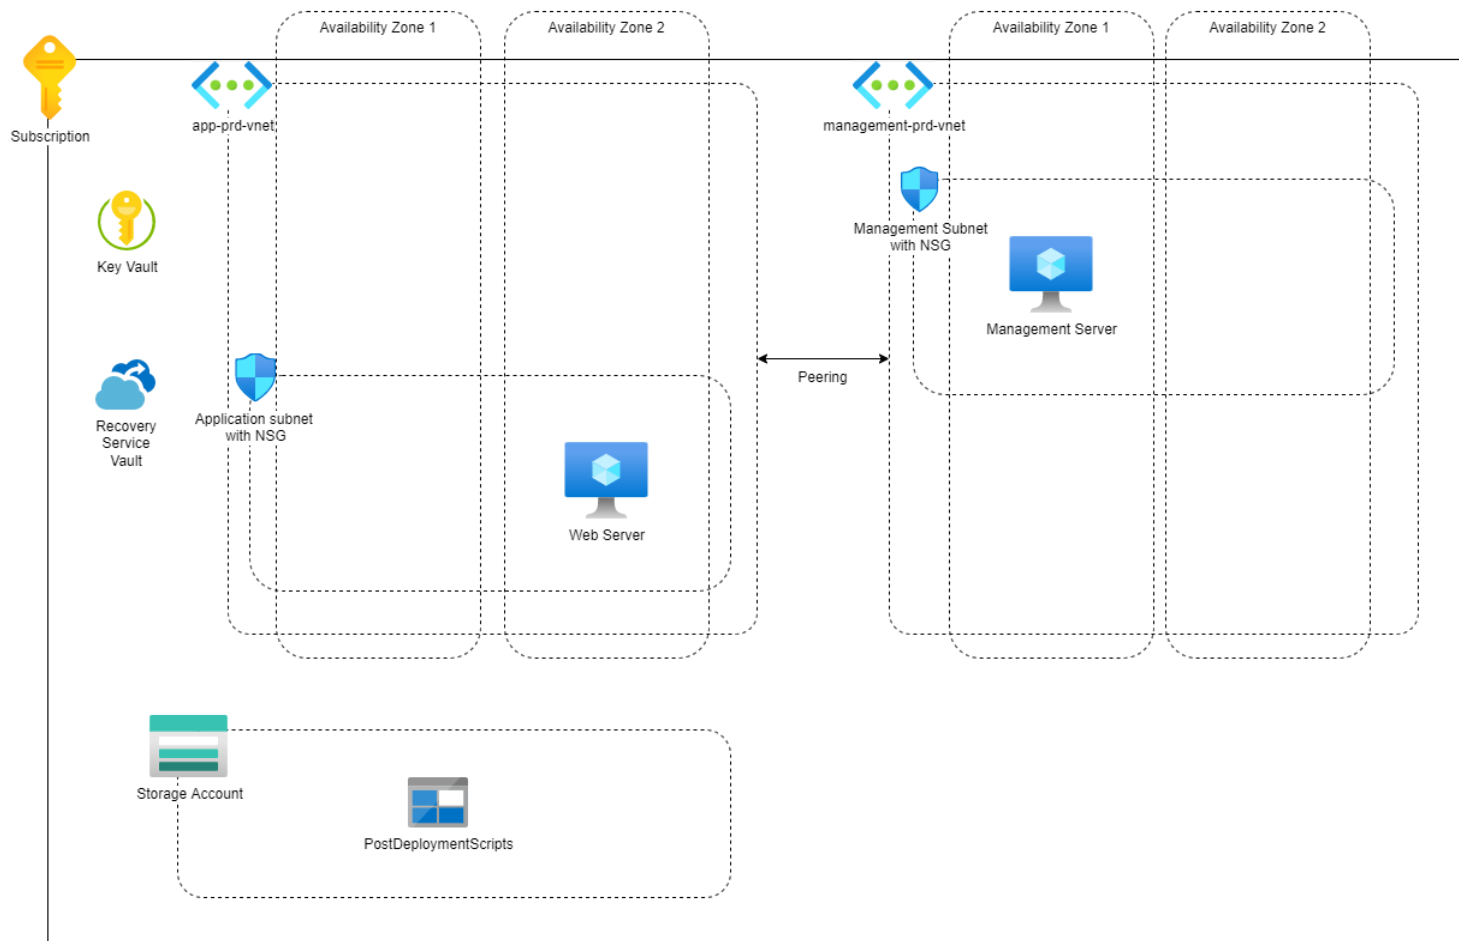 Availability Zone 1
Availability Zone 2
Availability Zone 1
Availability Zone 2
Subscription
app-prd-vnet
management-prd-vnet
Key Vault
Management Subnet
with NSG
Management Server
Peering
Recovery
Service
Vault
Application subnet
with NSG
Web Server
Storage Account
PostDeploymentScripts